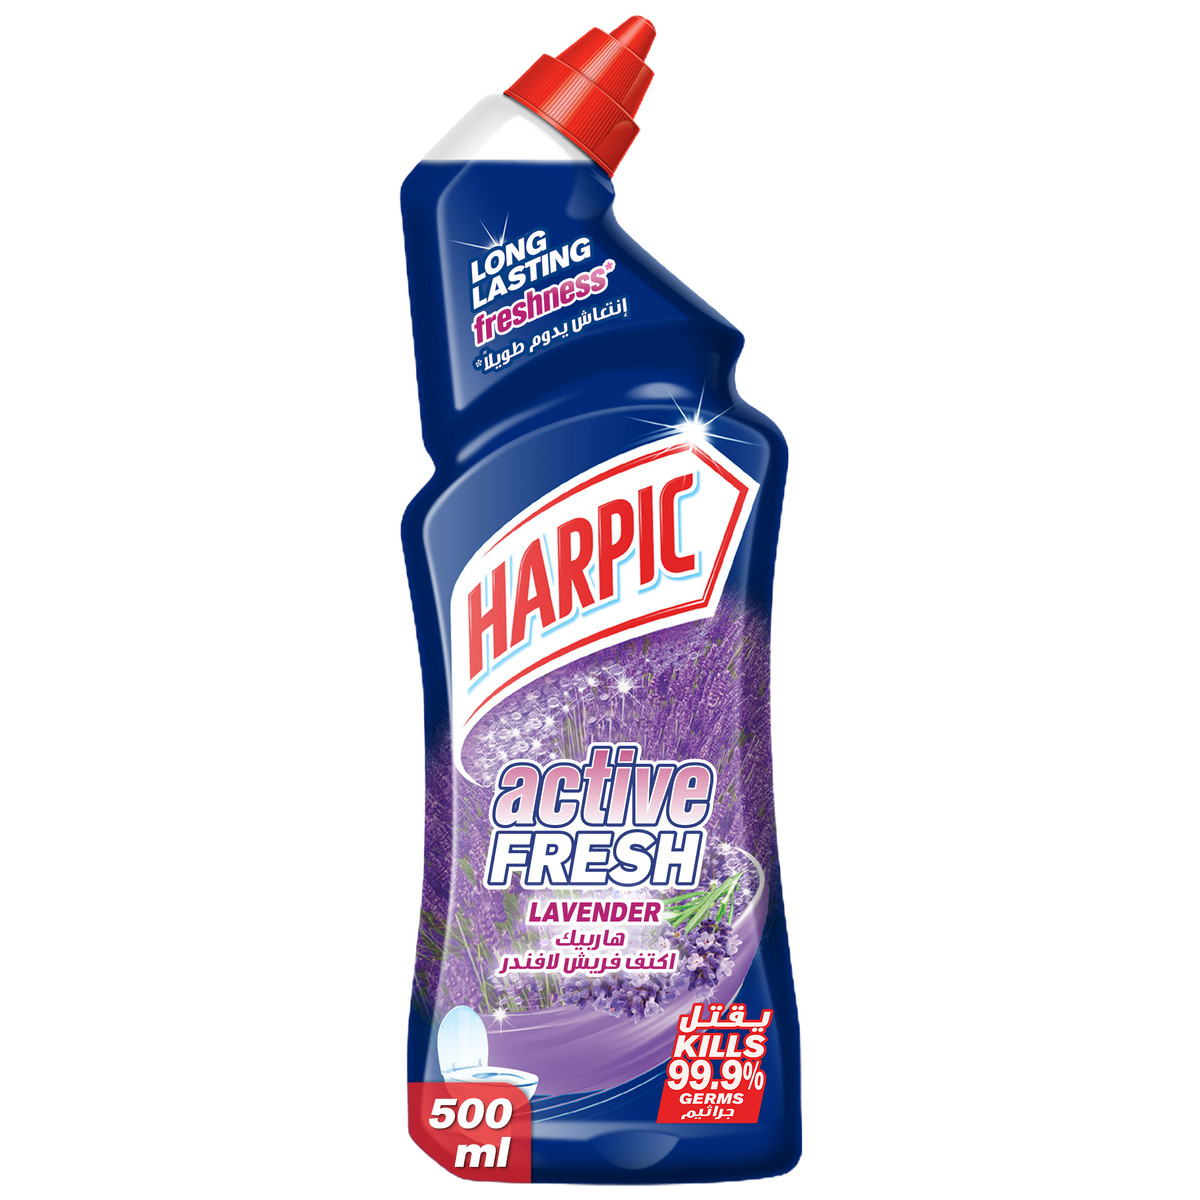 LONG
LASTING
freshness*
إنتعاش يدوم طويلاً*
HARPIC
active
FRESH
LAVENDER
هاربيك
اكتف فريش لافندر
يقتل
KILLS
99.9%
GERMS
جراثيم
500
ml